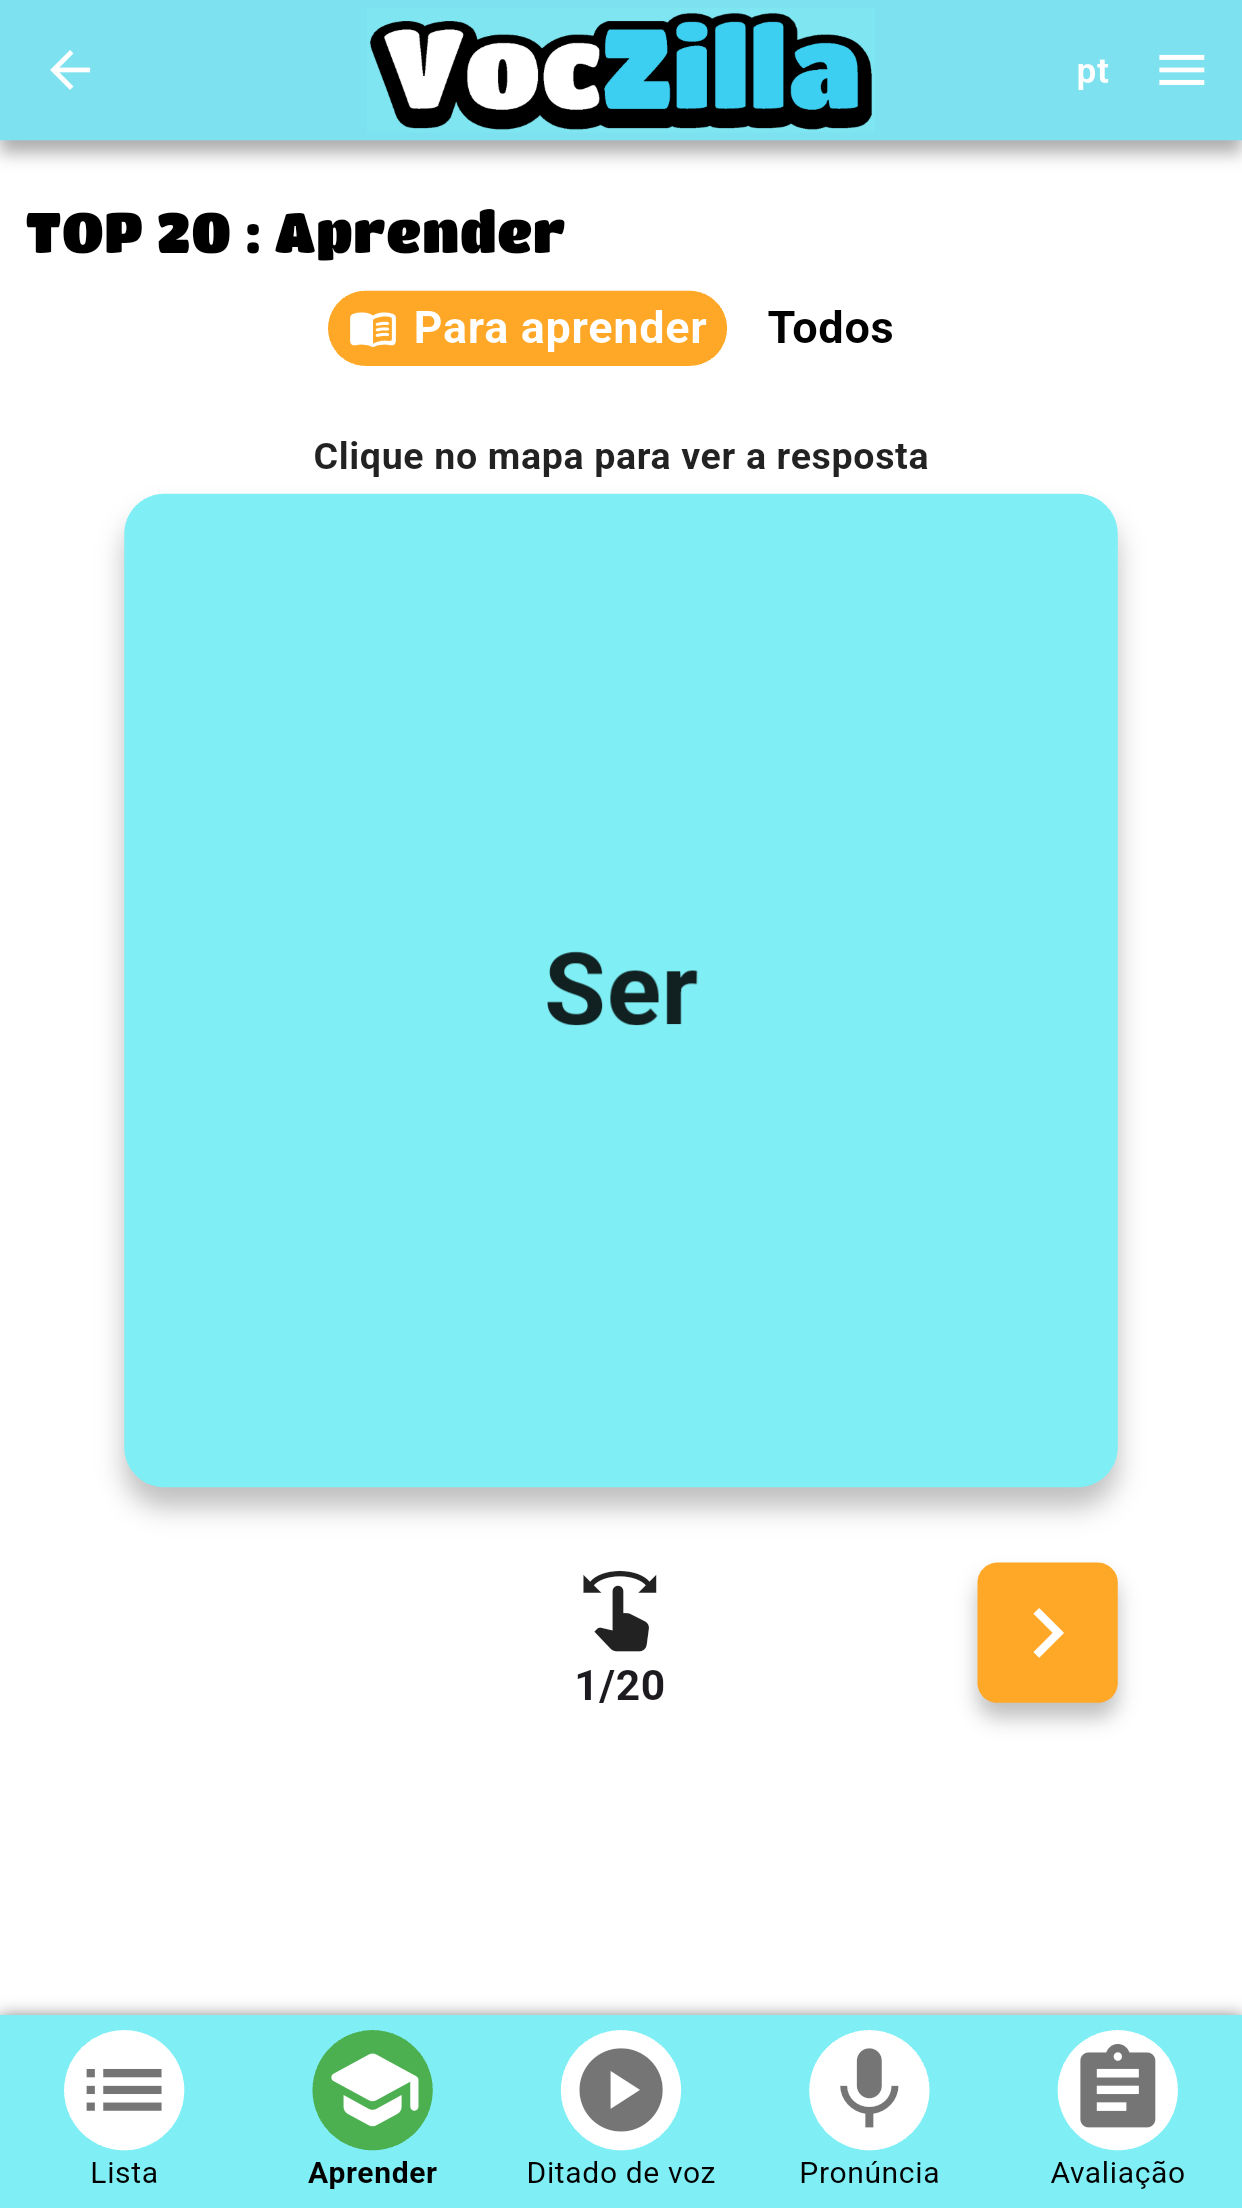 VocZilla
pt
TOP 20 : Aprender
Para aprender
Todos
Clique no mapa para ver a resposta
Ser
1/20
Lista
Aprender
Ditado de voz
Pronúncia
Avaliação